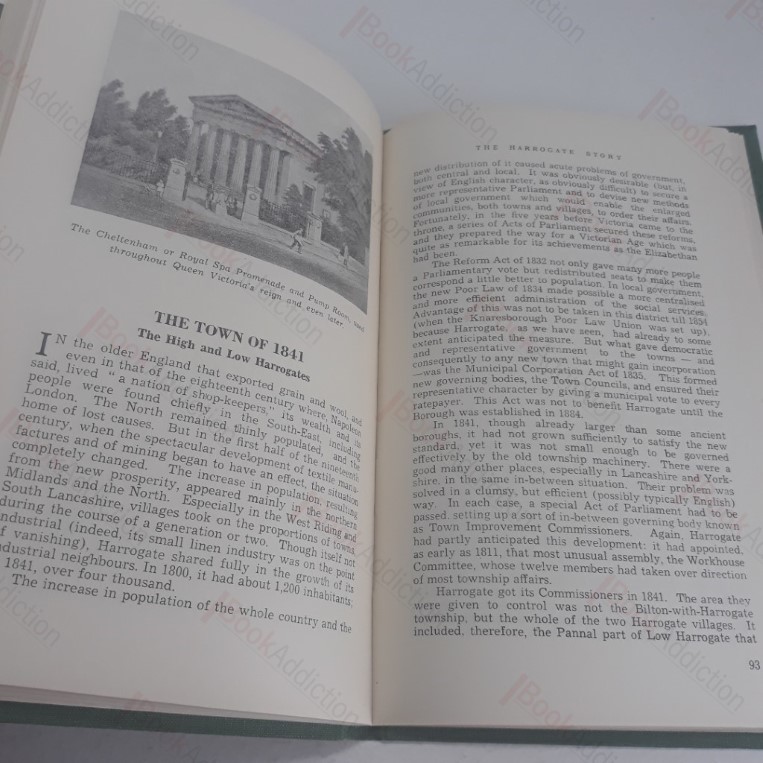 The Cheltenham or Royal Spa Promenade and Pump Room, used
throughout Queen Victoria's reign and even later
THE TOWN OF 1841
The High and Low Harrogates
IN the older England that exported grain and wool, and
even in that of the eighteenth century where, Napoleon
said, lived "a nation of shop-keepers," its wealth and its
people were found chiefly in the South-East, including
London. The North remained thinly populated, and the
home of lost causes. But in the first half of the nineteenth
century, when the spectacular development of textile manu-
factures and of mining began to have an effect, the situation
completely changed. The increase in population, resulting
from the new prosperity, appeared mainly in the northern
Midlands and the North. Especially in the West Riding and
South Lancashire, villages took on the proportions of towns
during the course of a generation or two. Though itself not
industrial (indeed, its small linen industry was on the point
of vanishing), Harrogate shared fully in the growth of its
industrial neighbours. In 1800, it had about 1,200 inhabitants;
1841, over four thousand.
The increase in population of the whole country and the
THE HARROGATE STORY
new distribution of it caused acute problems of government,
both central and local. It was obviously desirable (but, in
view of English character, as obviously difficult) to secure a
more representative Parliament and to devise new methods
of local government which would enable the enlarged
communities, both towns and villages, to order their affairs.
Fortunately, in the five years before Victoria came to the
throne, a series of Acts of Parliament secured these reforms,
and they prepared the way for a Victorian Age which was
quite as remarkable for its achievements as the Elizabethan
had been.
The Reform Act of 1832 not only gave many more people
a Parliamentary vote but redistributed seats to make them
correspond a little better to population. In local government,
the new Poor Law of 1834 made possible a more centralised
and more efficient administration of the social services.
Advantage of this was not to be taken in this district till 1854
(when the Knaresborough Poor Law Union was set up),
because Harrogate, as we have seen, had already to some
extent anticipated the measure. But what gave democratic
and representative government to the towns — and
consequently to any new town that might gain incorporation
—was the Municipal Corporation Act of 1835. This formed
new governing bodies, the Town Councils, and ensured their
representative character by giving a municipal vote to every
ratepayer. This Act was not to benefit Harrogate until the
Borough was established in 1884.
In 1841, though already larger than some ancient
boroughs, it had not grown sufficiently to satisfy the new
standard, yet it was not small enough to be governed
effectively by the old township machinery. There were a
good many other places, especially in Lancashire and York-
shire, in the same in-between situation. Their problem was
solved in a clumsy, but efficient (possibly typically English)
way. In each case, a special Act of Parliament had to be
passed, setting up a sort of in-between governing body known
as Town Improvement Commissioners. Again, Harrogate
had partly anticipated this development: it had appointed,
as early as 1811, that most unusual assembly, the Workhouse
Committee, whose twelve members had taken over direction
of most township affairs.
Harrogate got its Commissioners in 1841. The area they
were given to control was not the Bilton-with-Harrogate
township, but the whole of the two Harrogate villages. It
included, therefore, the Pannal part of Low Harrogate that
93
BookAddiction